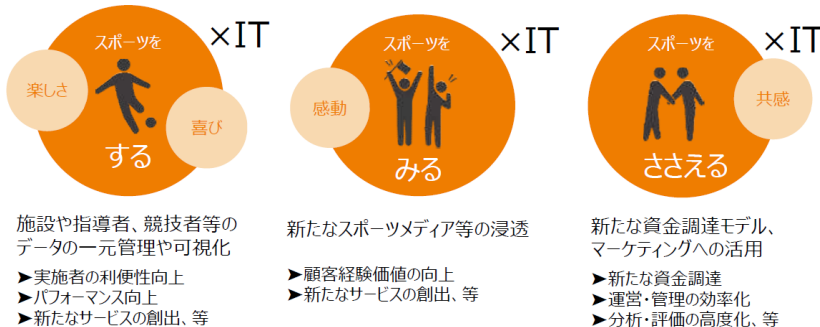 スポーツを
×IT
楽しさ
喜び
する
施設や指導者、競技者等の
データの一元管理や可視化
➤実施者の利便性向上
➤パフォーマンス向上
➤新たなサービスの創出、等
スポーツを
×IT
感動
みる
新たなスポーツメディア等の浸透
➤顧客経験価値の向上
➤新たなサービスの創出、等
スポーツを
×IT
共感
ささえる
新たな資金調達モデル、
マーケティングへの活用
➤新たな資金調達
➤運営・管理の効率化
➤分析・評価の高度化、等